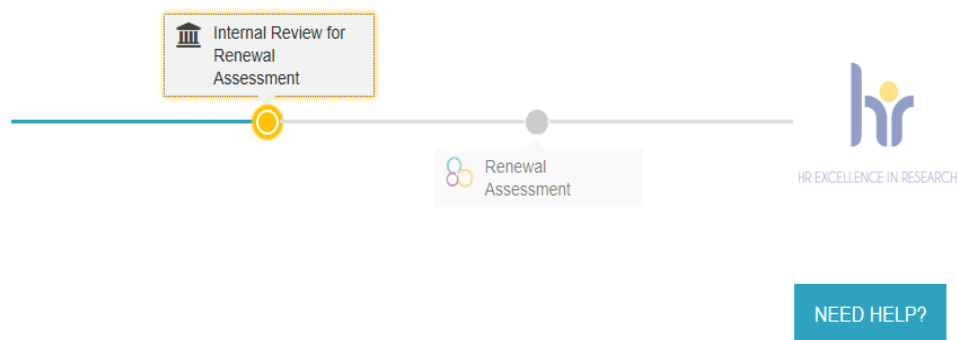 Internal Review for
Renewal
Assessment
Renewal
Assessment
hr
HR EXCELLENCE IN RESEARCH
NEED HELP?